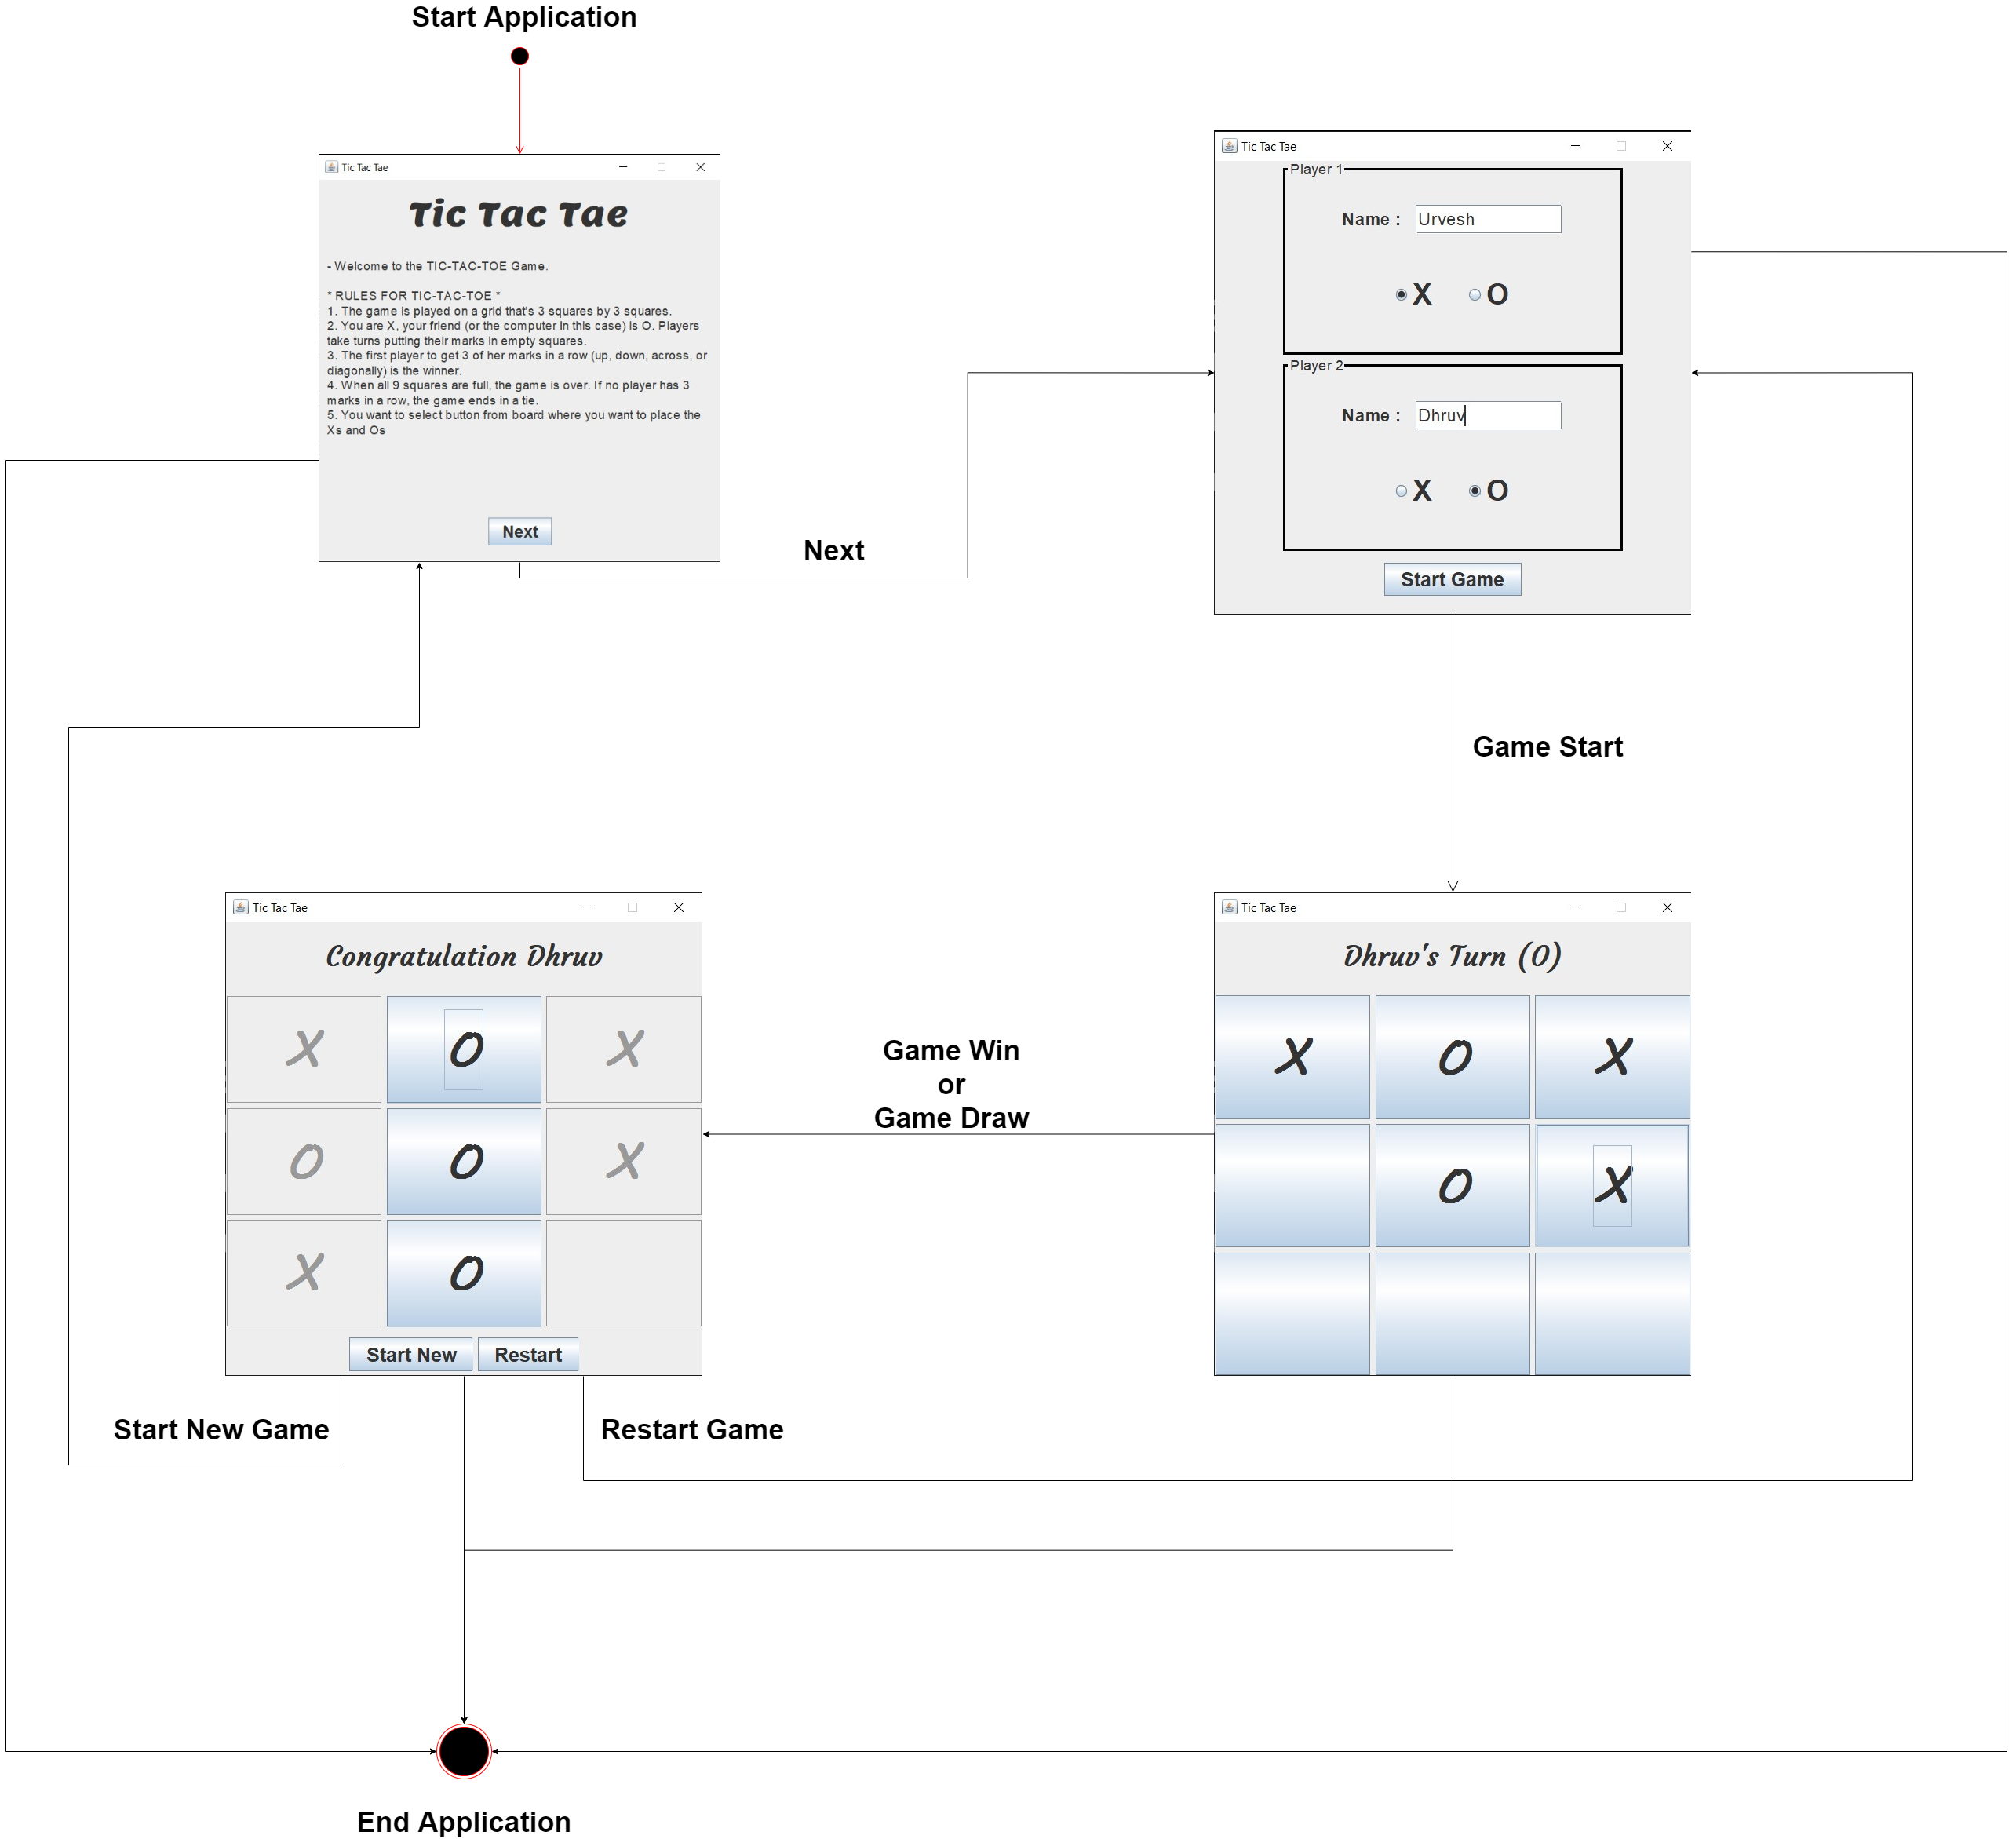 Start Application
Tic Tac Tae
Tic Tac Tae
- Welcome to the TIC-TAC-TOE Game.
* RULES FOR TIC-TAC-TOE *
1. The game is played on a grid that's 3 squares by 3 squares.
2. You are X, your friend (or the computer in this case) is O. Players
take turns putting their marks in empty squares.
3. The first player to get 3 of her marks in a row (up, down, across, or
diagonally) is the winner.
4. When all 9 squares are full, the game is over. If no player has 3
marks in a row, the game ends in a tie.
5. You want to select button from board where you want to place the
Xs and Os
Next
Next
Tic Tac Tae
Player 1
Name : Urvesh
X O
Player 2
Name : Dhruv
X O
Start Game
Game Start
Tic Tac Tae
Congratulation Dhruv
X O X
O O X
X O
Start New Restart
Game Win
or
Game Draw
Tic Tac Tae
Dhruv's Turn (O)
X O X
O X
Start New Game
Restart Game
End Application